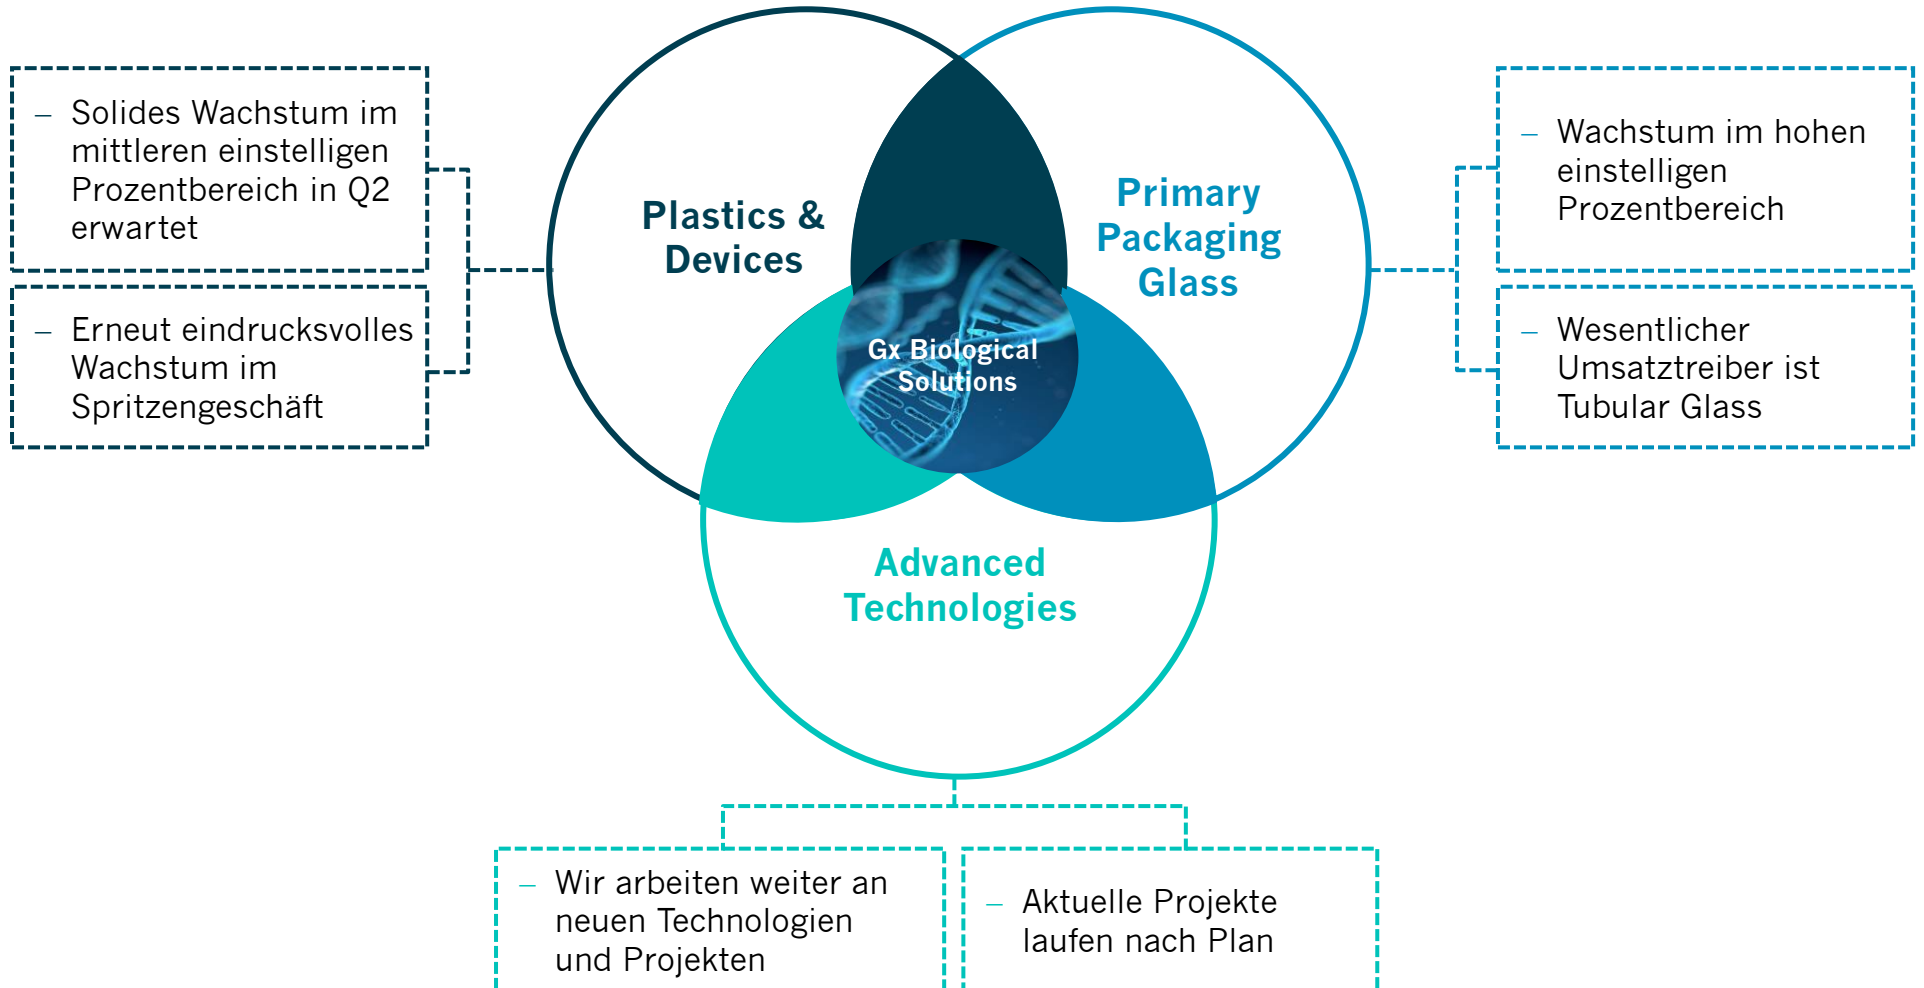 – Solides Wachstum im
mittleren einstelligen
Prozentbereich in Q2
erwartet
– Erneut eindrucksvolles
Wachstum im
Spritzengeschäft
Plastics &
Devices
Primary
Packaging
Glass
Gx Biological
Solutions
Advanced
Technologies
– Wachstum im hohen
einstelligen
Prozentbereich
– Wesentlicher
Umsatztreiber ist
Tubular Glass
– Wir arbeiten weiter an
neuen Technologien
und Projekten
– Aktuelle Projekte
laufen nach Plan